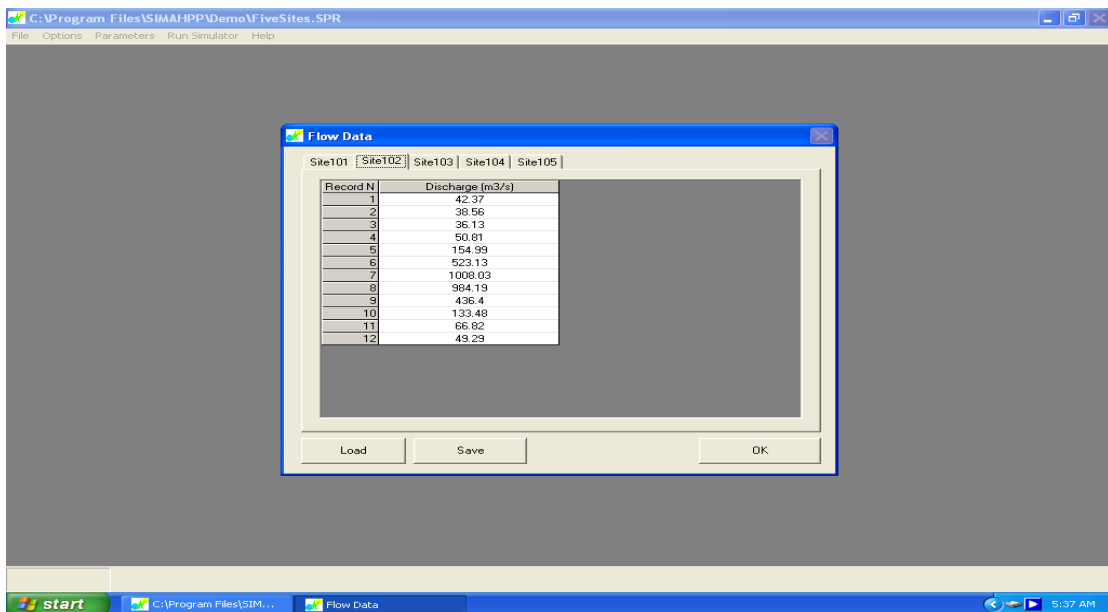 C:\Program Files\SIMAHPP\Demo\FiveSites.SPR
File Options Parameters Run Simulator Help
Flow Data
Site101 Site102 Site103 Site104 Site105
Record N Discharge (m3/s)
1 42.37
2 38.56
3 36.13
4 50.81
5 154.99
6 523.13
7 1008.03
8 984.19
9 436.4
10 133.48
11 66.82
12 49.29
Load Save OK
start C:\Program Files\SIM... Flow Data 5:37 AM